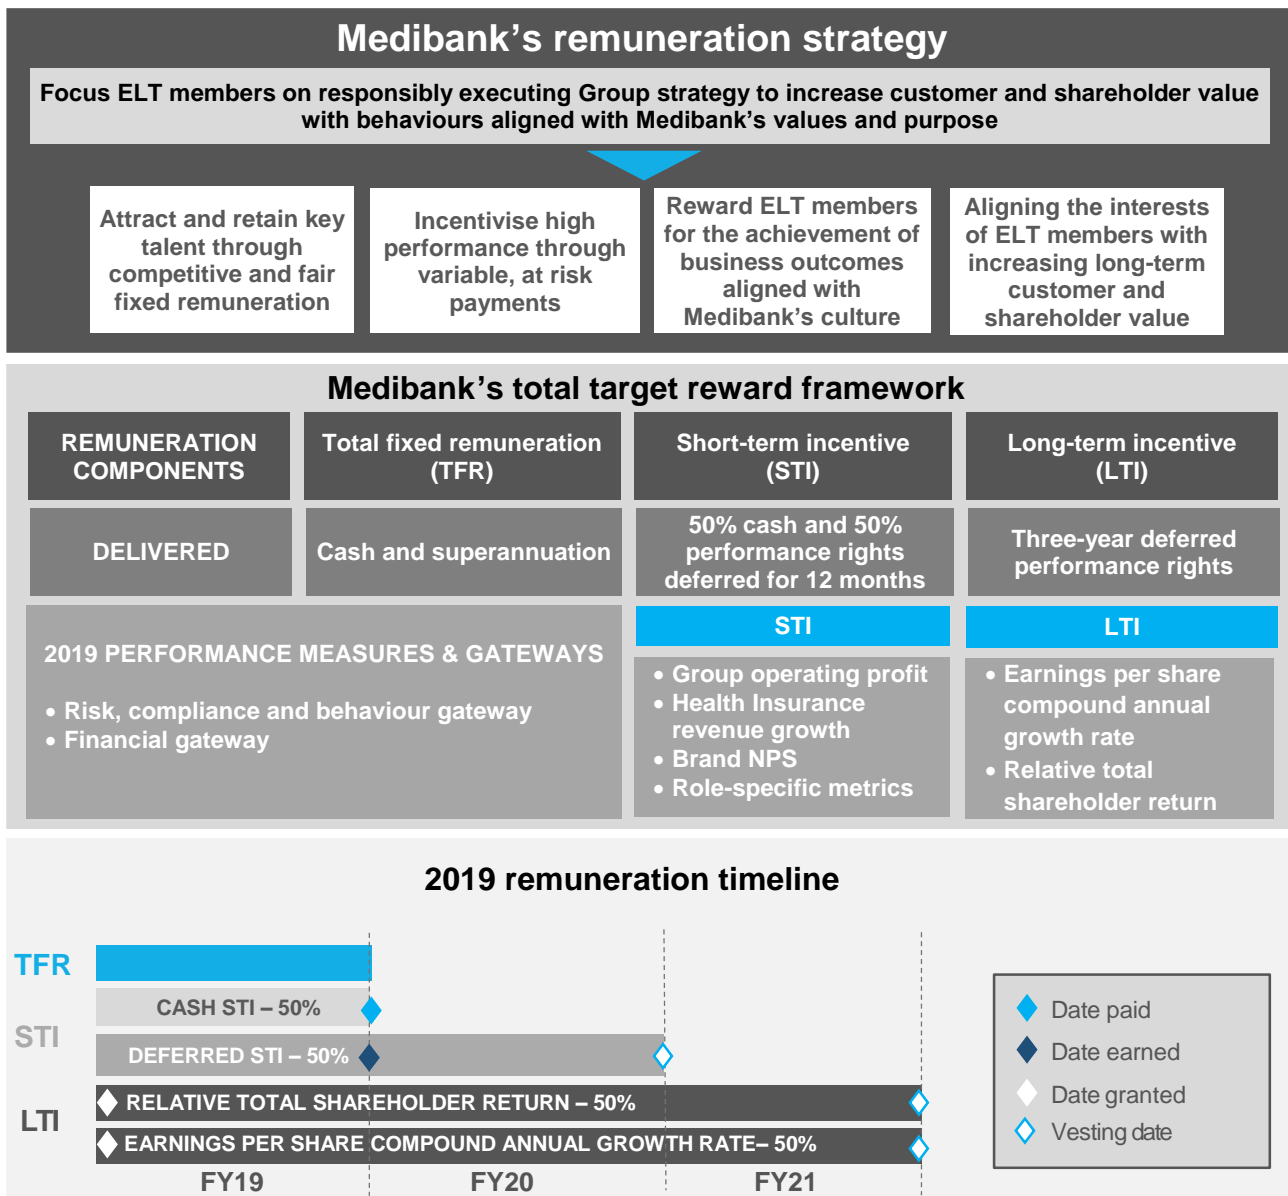 Medibank’s remuneration strategy
Focus ELT members on responsibly executing Group strategy to increase customer and shareholder value
with behaviours aligned with Medibank’s values and purpose
Attract and retain key
talent through
competitive and fair
fixed remuneration
Incentivise high
performance through
variable, at risk
payments
Reward ELT members
for the achievement of
business outcomes
aligned with
Medibank’s culture
Aligning the interests
of ELT members with
increasing long-term
customer and
shareholder value
Medibank’s total target reward framework
REMUNERATION
COMPONENTS
Total fixed remuneration
(TFR)
Short-term incentive
(STI)
Long-term incentive
(LTI)
DELIVERED
Cash and superannuation
50% cash and 50%
performance rights
deferred for 12 months
Three-year deferred
performance rights
2019 PERFORMANCE MEASURES & GATEWAYS
• Risk, compliance and behaviour gateway
• Financial gateway
STI
• Group operating profit
• Health Insurance
revenue growth
• Brand NPS
• Role-specific metrics
LTI
• Earnings per share
compound annual
growth rate
• Relative total
shareholder return
2019 remuneration timeline
TFR
STI
CASH STI – 50%
DEFERRED STI – 50%
LTI
RELATIVE TOTAL SHAREHOLDER RETURN – 50%
EARNINGS PER SHARE COMPOUND ANNUAL GROWTH RATE– 50%
FY19
FY20
FY21
Date paid
Date earned
Date granted
Vesting date